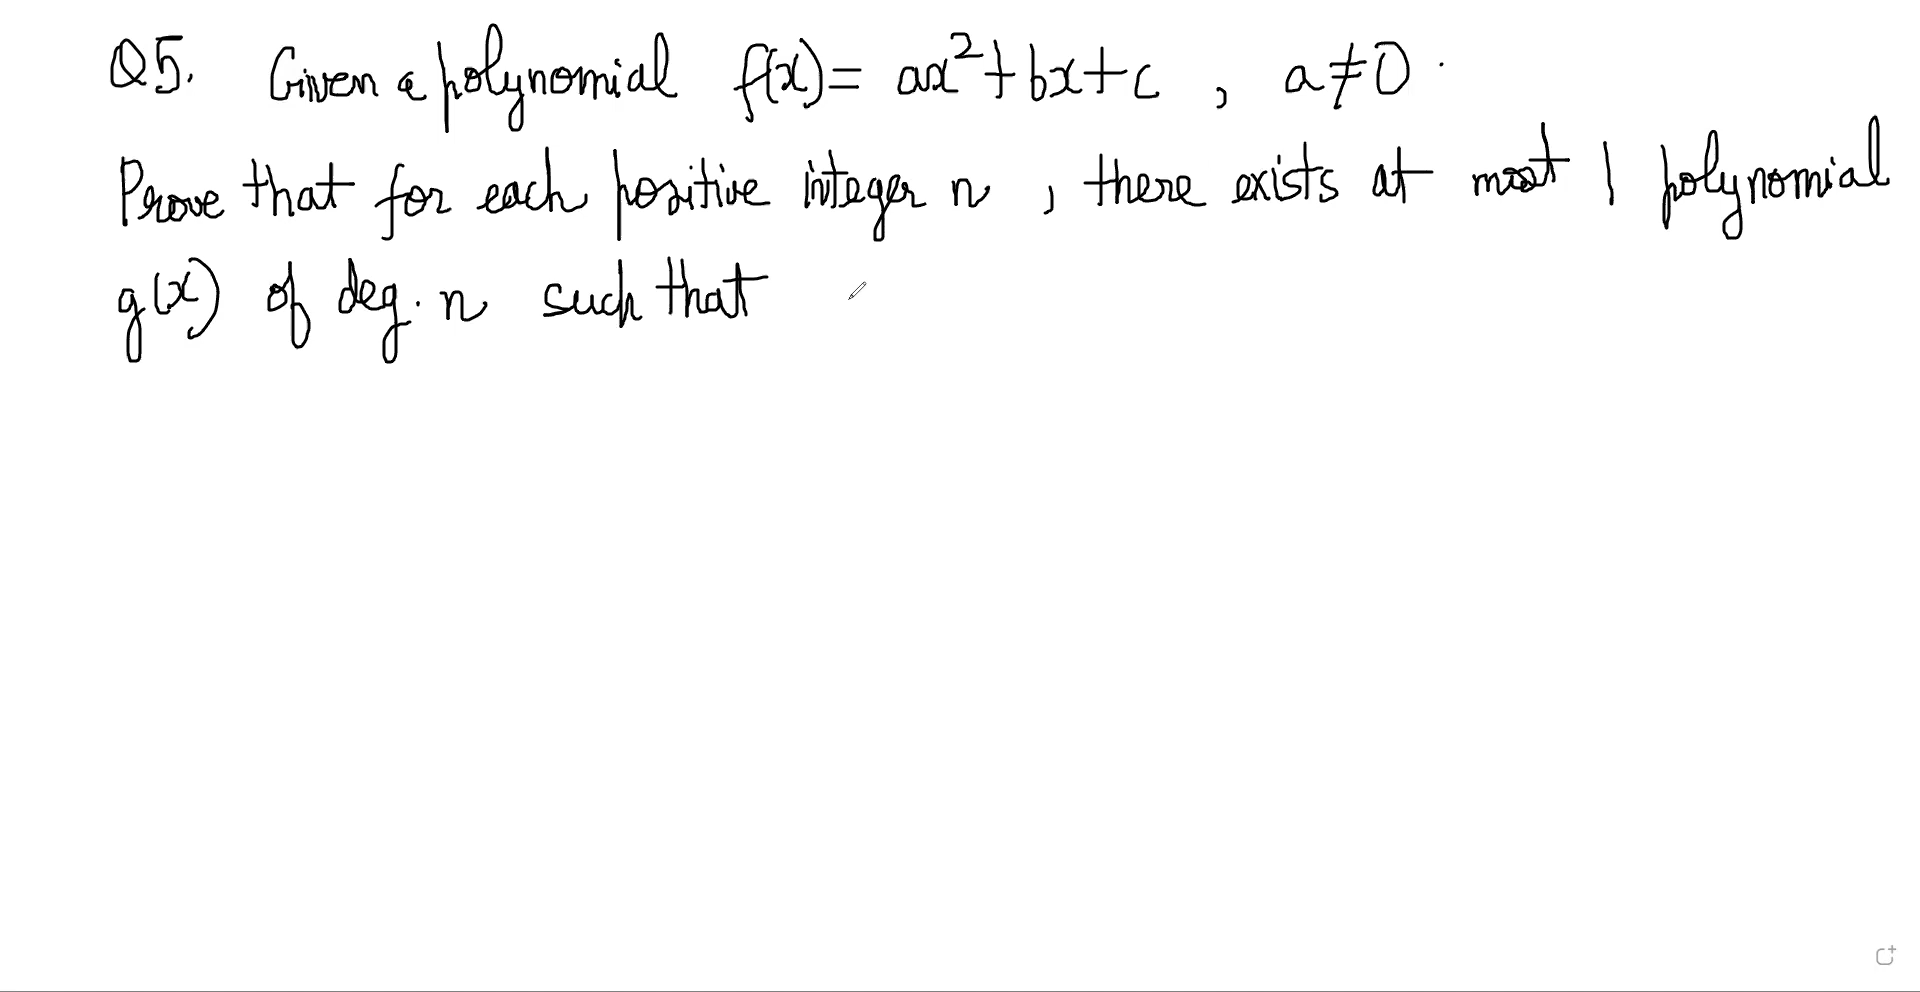 Q5. Given a polynomial f(x) = ax² + bx + c , a ≠ 0 .
Prove that for each positive integer n , there exists at most 1 polynomial
g(x) of deg. n such that